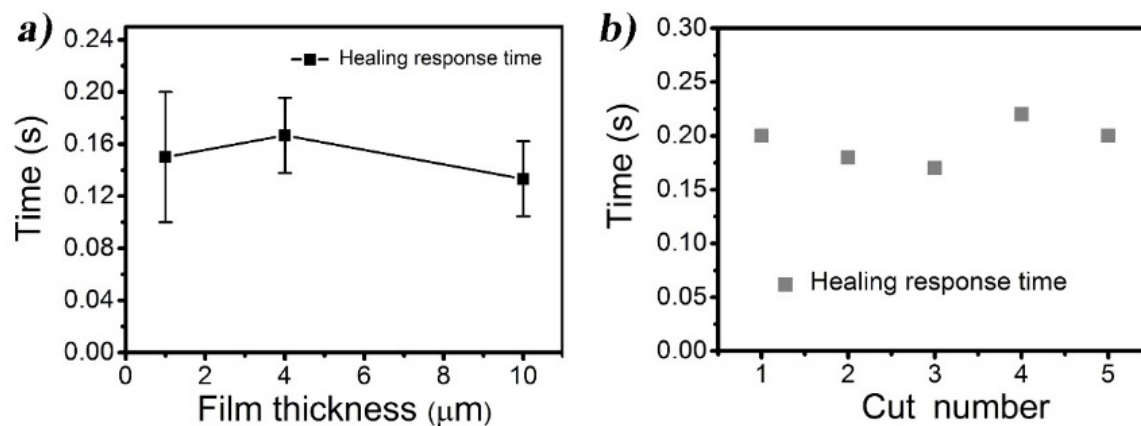 a)
0.24
0.20
0.16
0.12
0.08
0.04
0.00
Time (s)
Healing response time
0 2 4 6 8 10
Film thickness (μm)
b)
0.30
0.25
0.20
0.15
0.10
0.05
0.00
Time (s)
Healing response time
1 2 3 4 5
Cut number